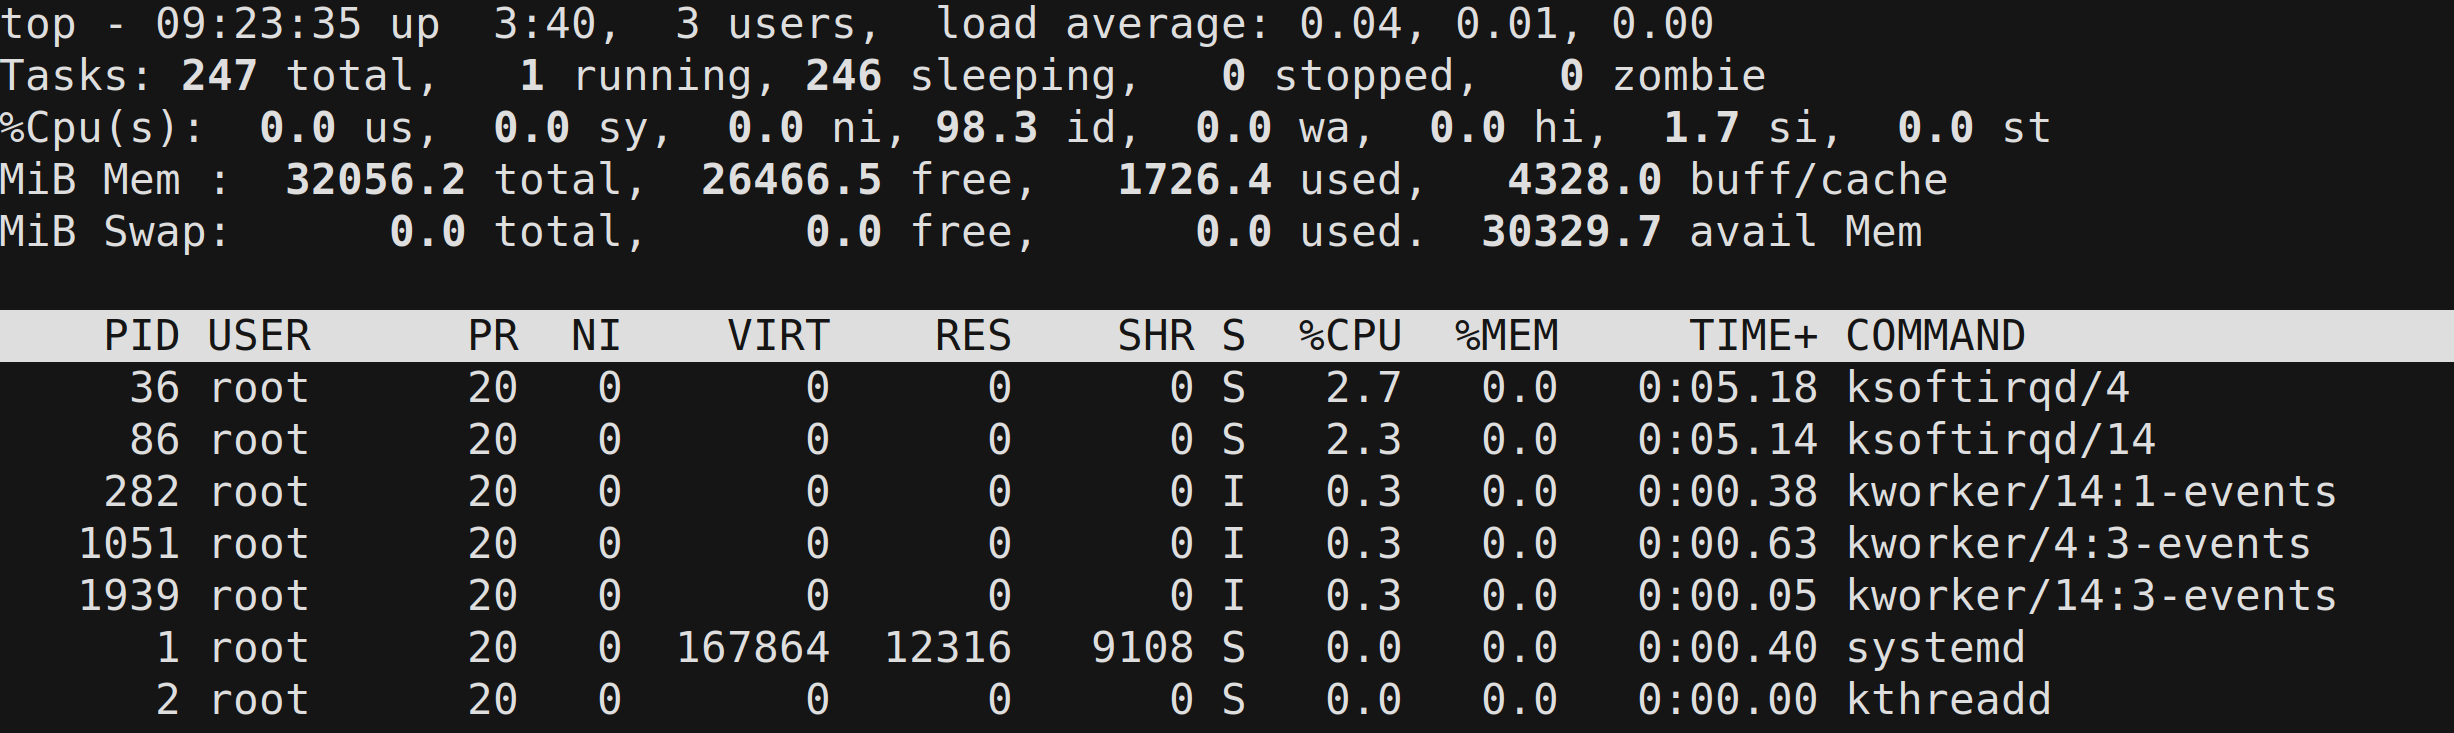 top - 09:23:35 up  3:40,  3 users,  load average: 0.04, 0.01, 0.00
Tasks: 247 total,   1 running, 246 sleeping,   0 stopped,   0 zombie
%Cpu(s):  0.0 us,  0.0 sy,  0.0 ni, 98.3 id,  0.0 wa,  0.0 hi,  1.7 si,  0.0 st
MiB Mem :  32056.2 total,  26466.5 free,   1726.4 used,   4328.0 buff/cache
MiB Swap:      0.0 total,      0.0 free,      0.0 used.  30329.7 avail Mem
    PID USER      PR  NI    VIRT    RES    SHR S  %CPU  %MEM     TIME+ COMMAND
     36 root      20   0       0      0      0 S   2.7   0.0   0:05.18 ksoftirqd/4
     86 root      20   0       0      0      0 S   2.3   0.0   0:05.14 ksoftirqd/14
    282 root      20   0       0      0      0 I   0.3   0.0   0:00.38 kworker/14:1-events
   1051 root      20   0       0      0      0 I   0.3   0.0   0:00.63 kworker/4:3-events
   1939 root      20   0       0      0      0 I   0.3   0.0   0:00.05 kworker/14:3-events
      1 root      20   0  167864  12316   9108 S   0.0   0.0   0:00.40 systemd
      2 root      20   0       0      0      0 S   0.0   0.0   0:00.00 kthreadd